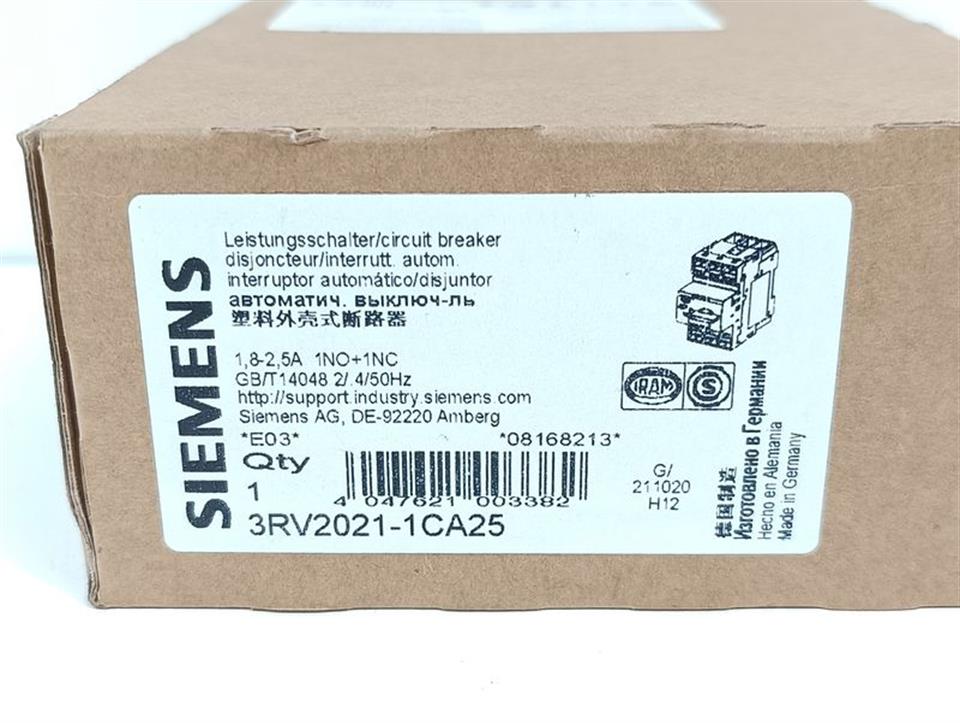 SIEMENS
Leistungsschalter/circuit breaker
disjoncteur/interrutt. autom.
interruptor automático/disjuntor
автоматич. выключ-ль
塑料外壳式断路器
1,8-2,5A 1NO+1NC
GB/T14048 2/.4/50Hz
http://support.industry.siemens.com
Siemens AG, DE-92220 Amberg
*E03* *08168213*
Qty
1
4 047621 003382
3RV2021-1CA25
IRAM
S
G/
211020
H12
德国制造
Изготовлено в Германии
Hecho en Alemania
Made in Germany